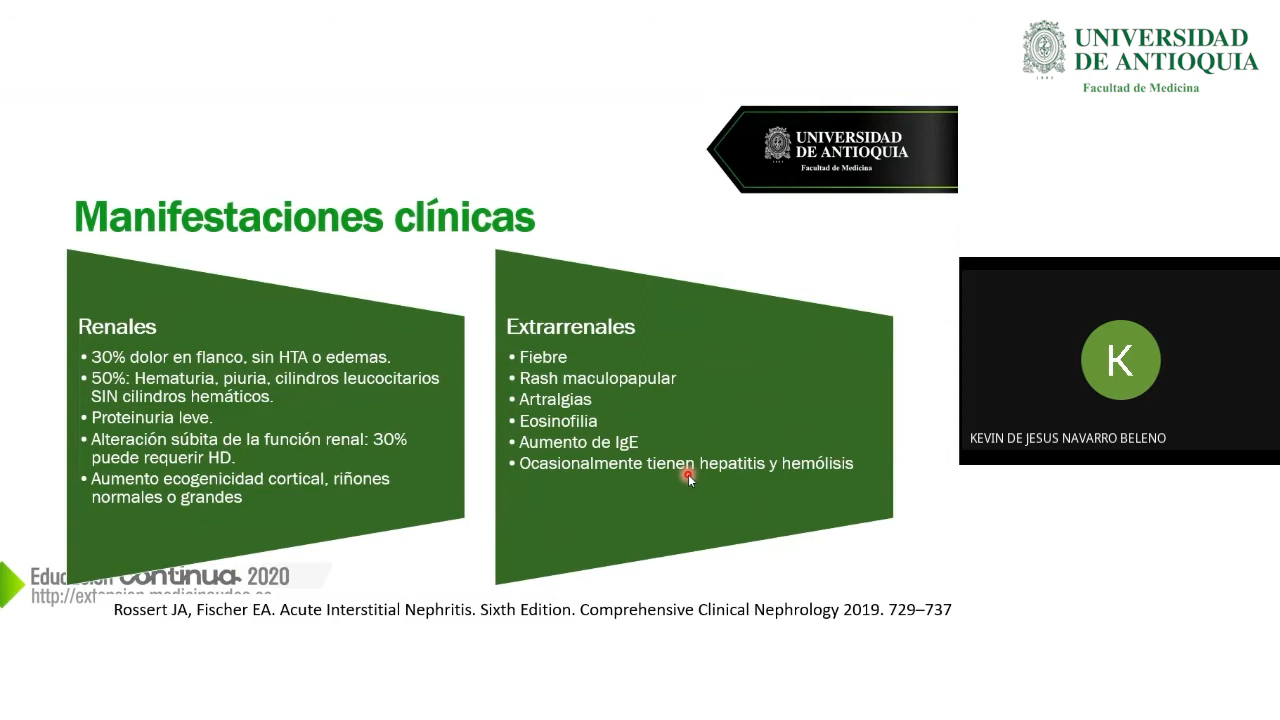 UNIVERSIDAD
DE ANTIOQUIA
1803
Facultad de Medicina
UNIVERSIDAD
DE ANTIOQUIA
Facultad de Medicina
Manifestaciones clínicas
Renales
• 30% dolor en flanco, sin HTA o edemas.
• 50%: Hematuria, piuria, cilindros leucocitarios
SIN cilindros hemáticos.
• Proteinuria leve.
• Alteración súbita de la función renal: 30%
puede requerir HD.
• Aumento ecogenicidad cortical, riñones
normales o grandes
Extrarrenales
• Fiebre
• Rash maculopapular
• Artralgias
• Eosinofilia
• Aumento de IgE
• Ocasionalmente tienen hepatitis y hemólisis
K
KEVIN DE JESUS NAVARRO BELENO
continua 2020
Rossert JA, Fischer EA. Acute Interstitial Nephritis. Sixth Edition. Comprehensive Clinical Nephrology 2019. 729–737